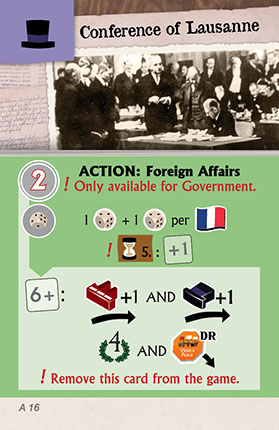 Conference of Lausanne
2
ACTION: Foreign Affairs
! Only available for Government.
1 + 1 per
! 5. : +1
6+:
+1 AND +1
4 AND Violent Peace DR
! Remove this card from the game.
A 16